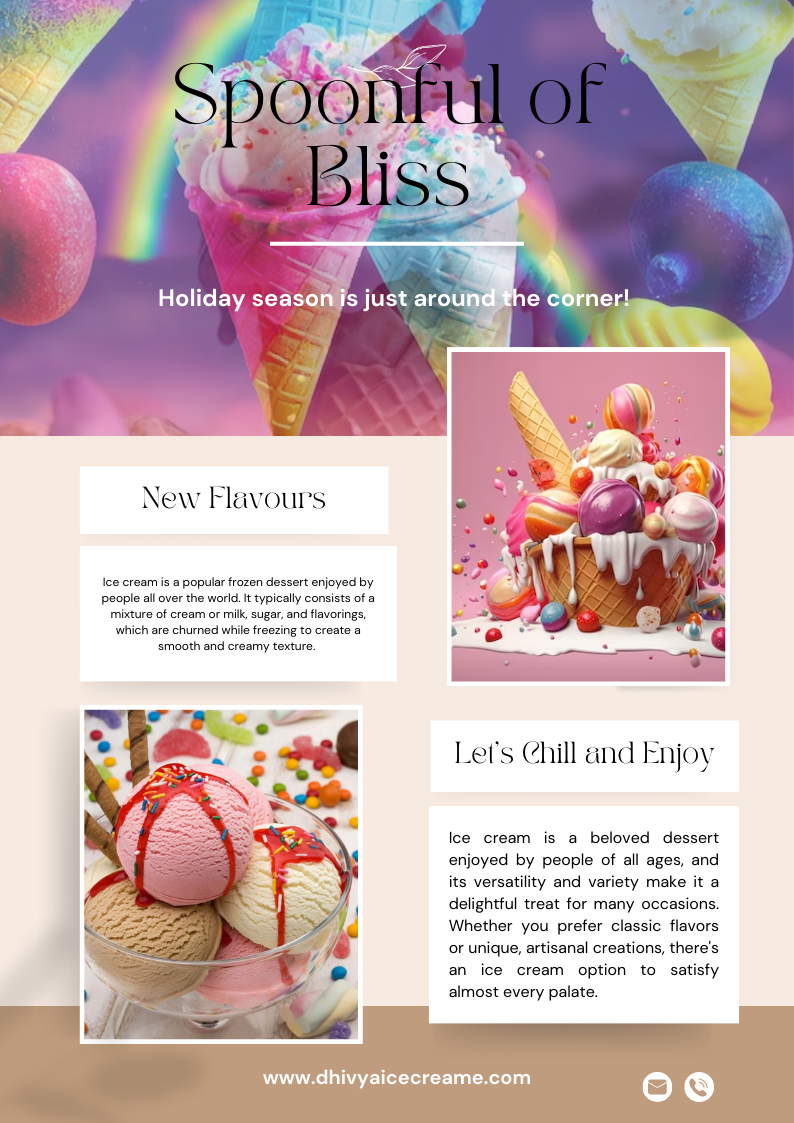 Spoonful of
Bliss
Holiday season is just around the corner!
New Flavours
Ice cream is a popular frozen dessert enjoyed by
people all over the world. It typically consists of a
mixture of cream or milk, sugar, and flavorings,
which are churned while freezing to create a
smooth and creamy texture.
Let's Chill and Enjoy
Ice cream is a beloved dessert
enjoyed by people of all ages, and
its versatility and variety make it a
delightful treat for many occasions.
Whether you prefer classic flavors
or unique, artisanal creations, there's
an ice cream option to satisfy
almost every palate.
www.dhivyaicecreame.com